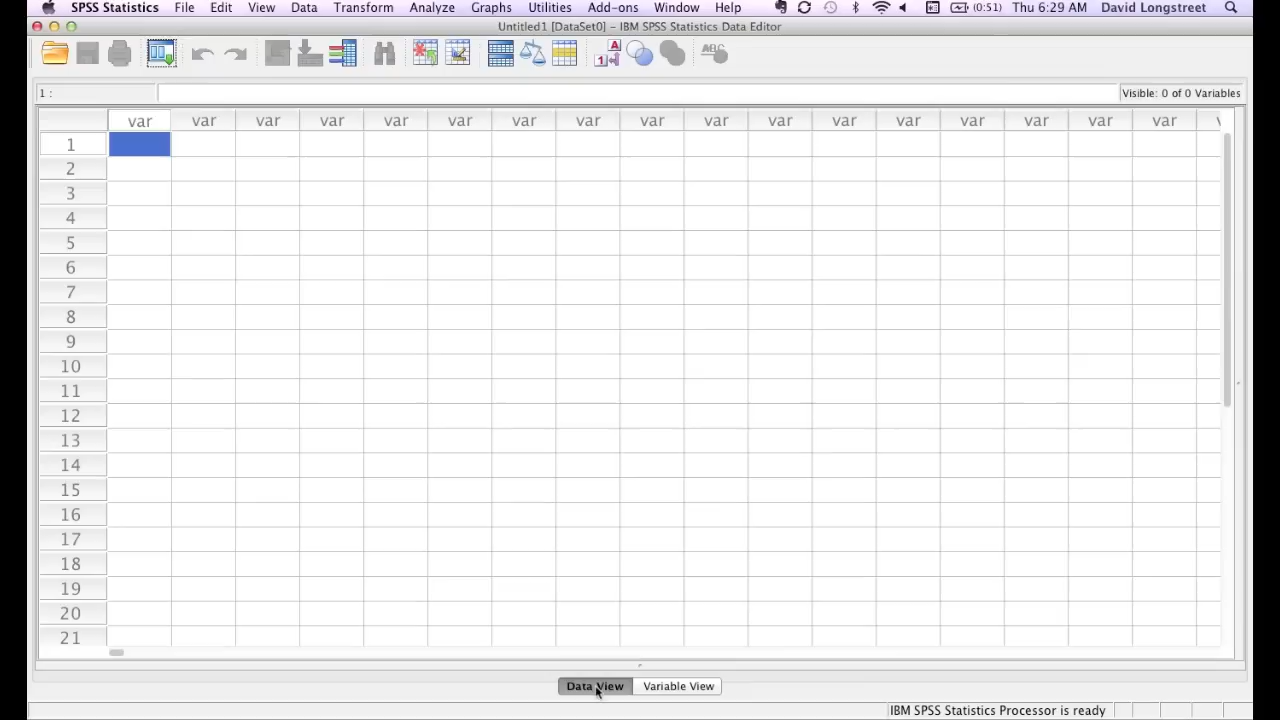 SPSS Statistics File Edit View Data Transform Analyze Graphs Utilities Add-ons Window Help (0:51) Thu 6:29 AM David Longstreet
Untitled1 [DataSet0] – IBM SPSS Statistics Data Editor
A
1
ABC
1 :
Visible: 0 of 0 Variables
var var var var var var var var var var var var var var var var var
1
2
3
4
5
6
7
8
9
10
11
12
13
14
15
16
17
18
19
20
21
Data View Variable View
IBM SPSS Statistics Processor is ready